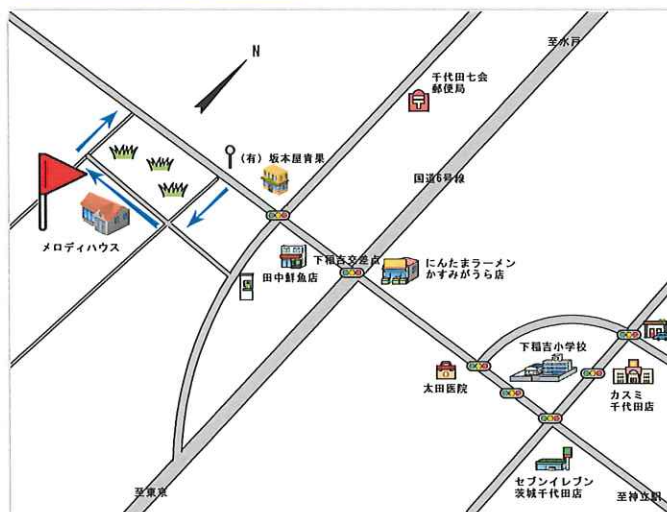 至水戸
N
千代田七会
郵便局
(有) 坂本屋青果
国道6号線
メロディハウス
田中鮮魚店
下稲吉交差点
にんたまラーメン
かすみがうら店
下稲吉小学校
太田医院
カスミ
千代田店
セブンイレブン
茨城千代田店
至東京
至神立駅